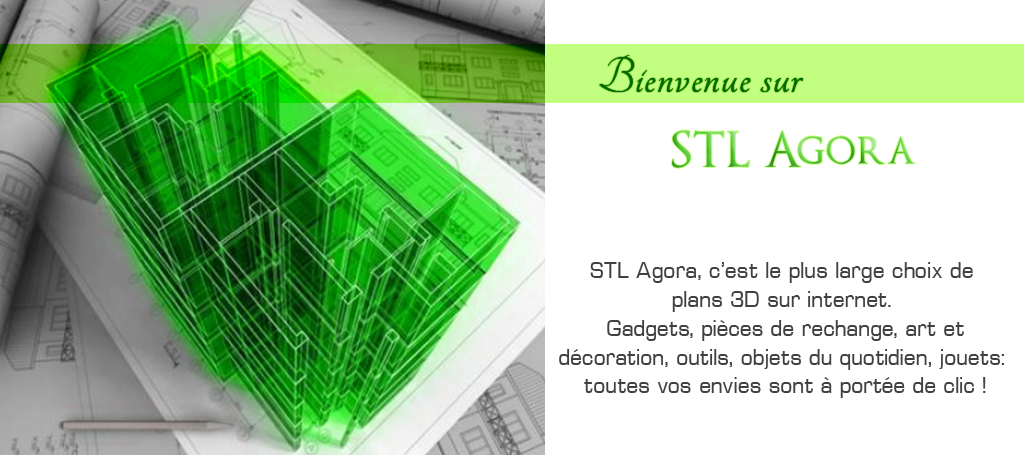 Bienvenue sur
STL Agora
STL Agora, c'est le plus large choix de
plans 3D sur internet.
Gadgets, pièces de rechange, art et
décoration, outils, objets du quotidien, jouets:
toutes vos envies sont à portée de clic !